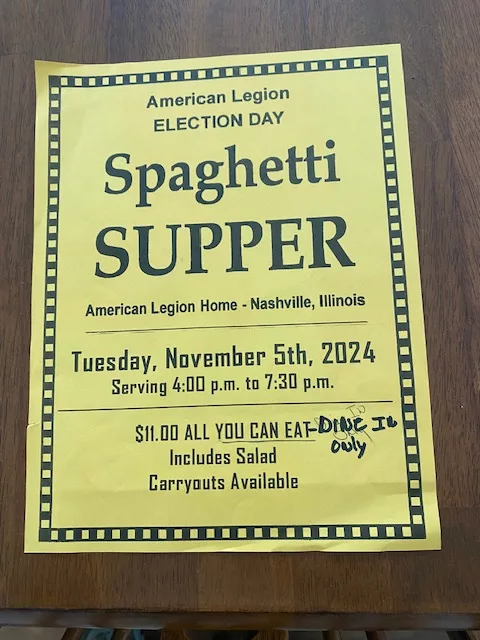 American Legion
ELECTION DAY
Spaghetti
SUPPER
American Legion Home - Nashville, Illinois
Tuesday, November 5th, 2024
Serving 4:00 p.m. to 7:30 p.m.
$11.00 ALL YOU CAN EAT-DINE In
only
Includes Salad
Carryouts Available